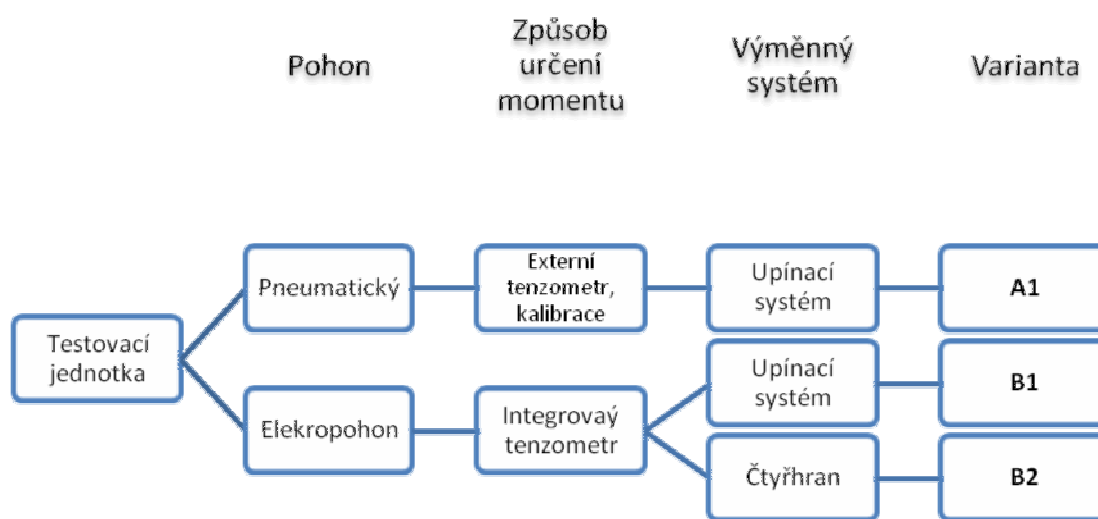 Pohon
Způsob
určení
momentu
Výměnný
systém
Varianta
Testovací
jednotka
Pneumatický
Externí
tenzometr,
kalibrace
Upínací
systém
A1
Elekropohon
Integrovaý
tenzometr
Upínací
systém
B1
Čtyřhran
B2